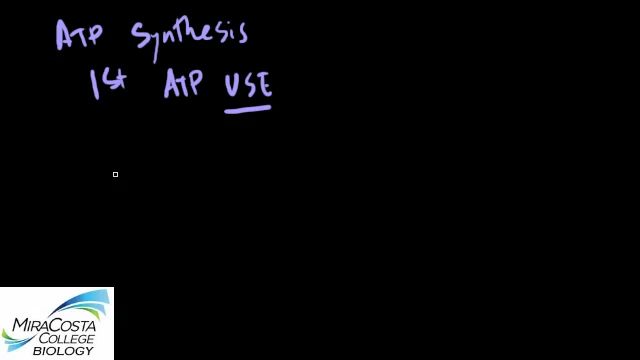 ATP Synthesis
1st ATP USE
MIRACOSTA
COLLEGE
BIOLOGY